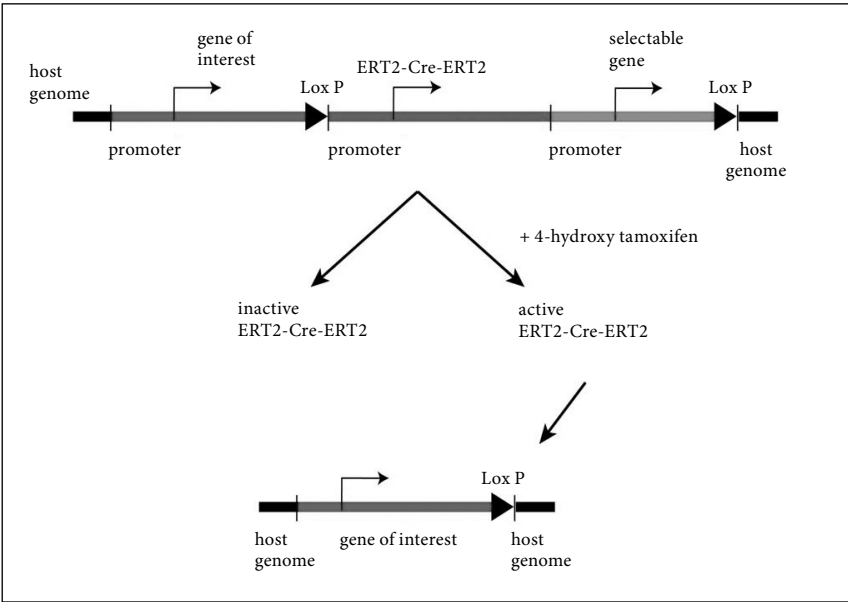 host
genome
gene of
interest
Lox P
ERT2-Cre-ERT2
selectable
gene
Lox P
promoter
promoter
promoter
host
genome
+ 4-hydroxy tamoxifen
inactive
ERT2-Cre-ERT2
active
ERT2-Cre-ERT2
Lox P
host
genome
gene of interest
host
genome